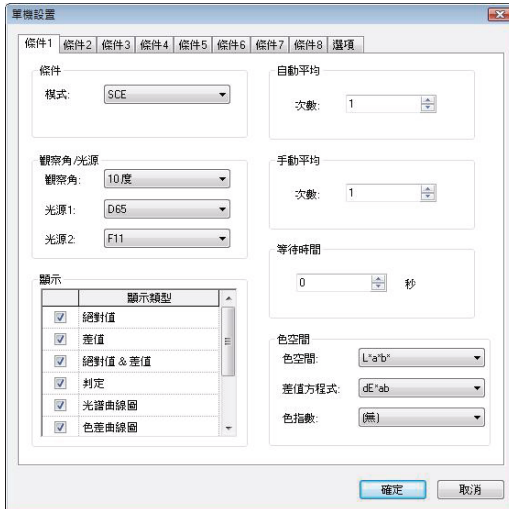 單機設置
條件1 條件2 條件3 條件4 條件5 條件6 條件7 條件8 選項
條件
模式: SCE
觀察角/光源
觀察角: 10度
光源1: D65
光源2: F11
顯示
顯示類型
絕對值
差值
絕對值 & 差值
判定
光譜曲線圖
色差曲線圖
自動平均
次數: 1
手動平均
次數: 1
等待時間
0 秒
色空間
色空間: L*a*b*
差值方程式: dE*ab
色指數: (無)
確定 取消